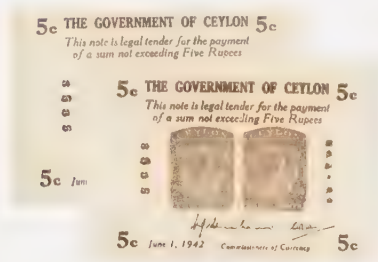 5c THE GOVERNMENT OF CEYLON 5c
This note is legal tender for the payment
of a sum not exceeding Five Rupees
5c June
5c THE GOVERNMENT OF CEYLON 5c
This note is legal tender for the payment
of a sum not exceeding Five Rupees
CEYLON CEYLON
5c June 1, 1942 Commissioners of Currency 5c